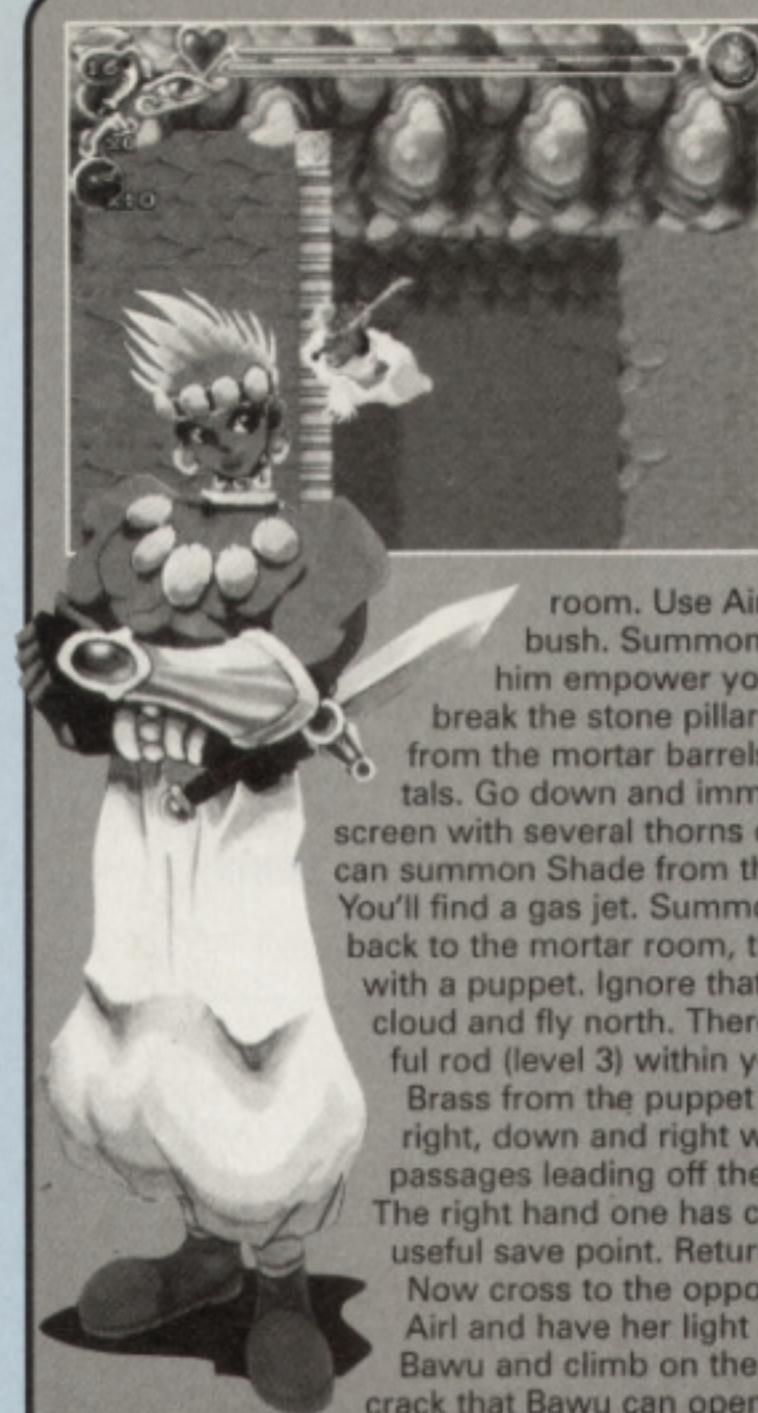 16
x10
room. Use Air
bush. Summon
him empower yo
break the stone pillar
from the mortar barrels
tals. Go down and imm
screen with several thorns
can summon Shade from th
You'll find a gas jet. Summo
back to the mortar room, t
with a puppet. Ignore that
cloud and fly north. There
ful rod (level 3) within y
Brass from the puppet
right, down and right w
passages leading off the
The right hand one has c
useful save point. Retur
Now cross to the oppo
Airl and have her light
Bawu and climb on the
crack that Bawu can open